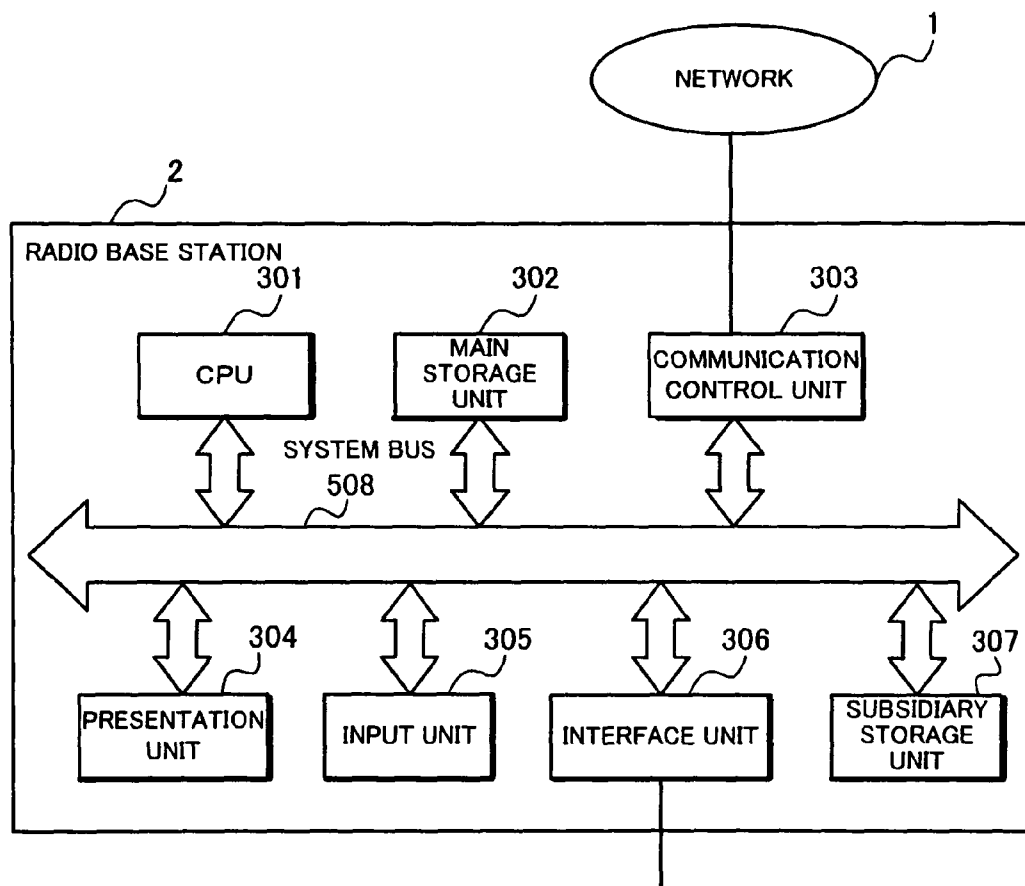 1
NETWORK
2
RADIO BASE STATION
301
302
303
CPU
MAIN
STORAGE
UNIT
COMMUNICATION
CONTROL UNIT
SYSTEM BUS
508
304
305
306
307
PRESENTATION
UNIT
INPUT UNIT
INTERFACE UNIT
SUBSIDIARY
STORAGE
UNIT